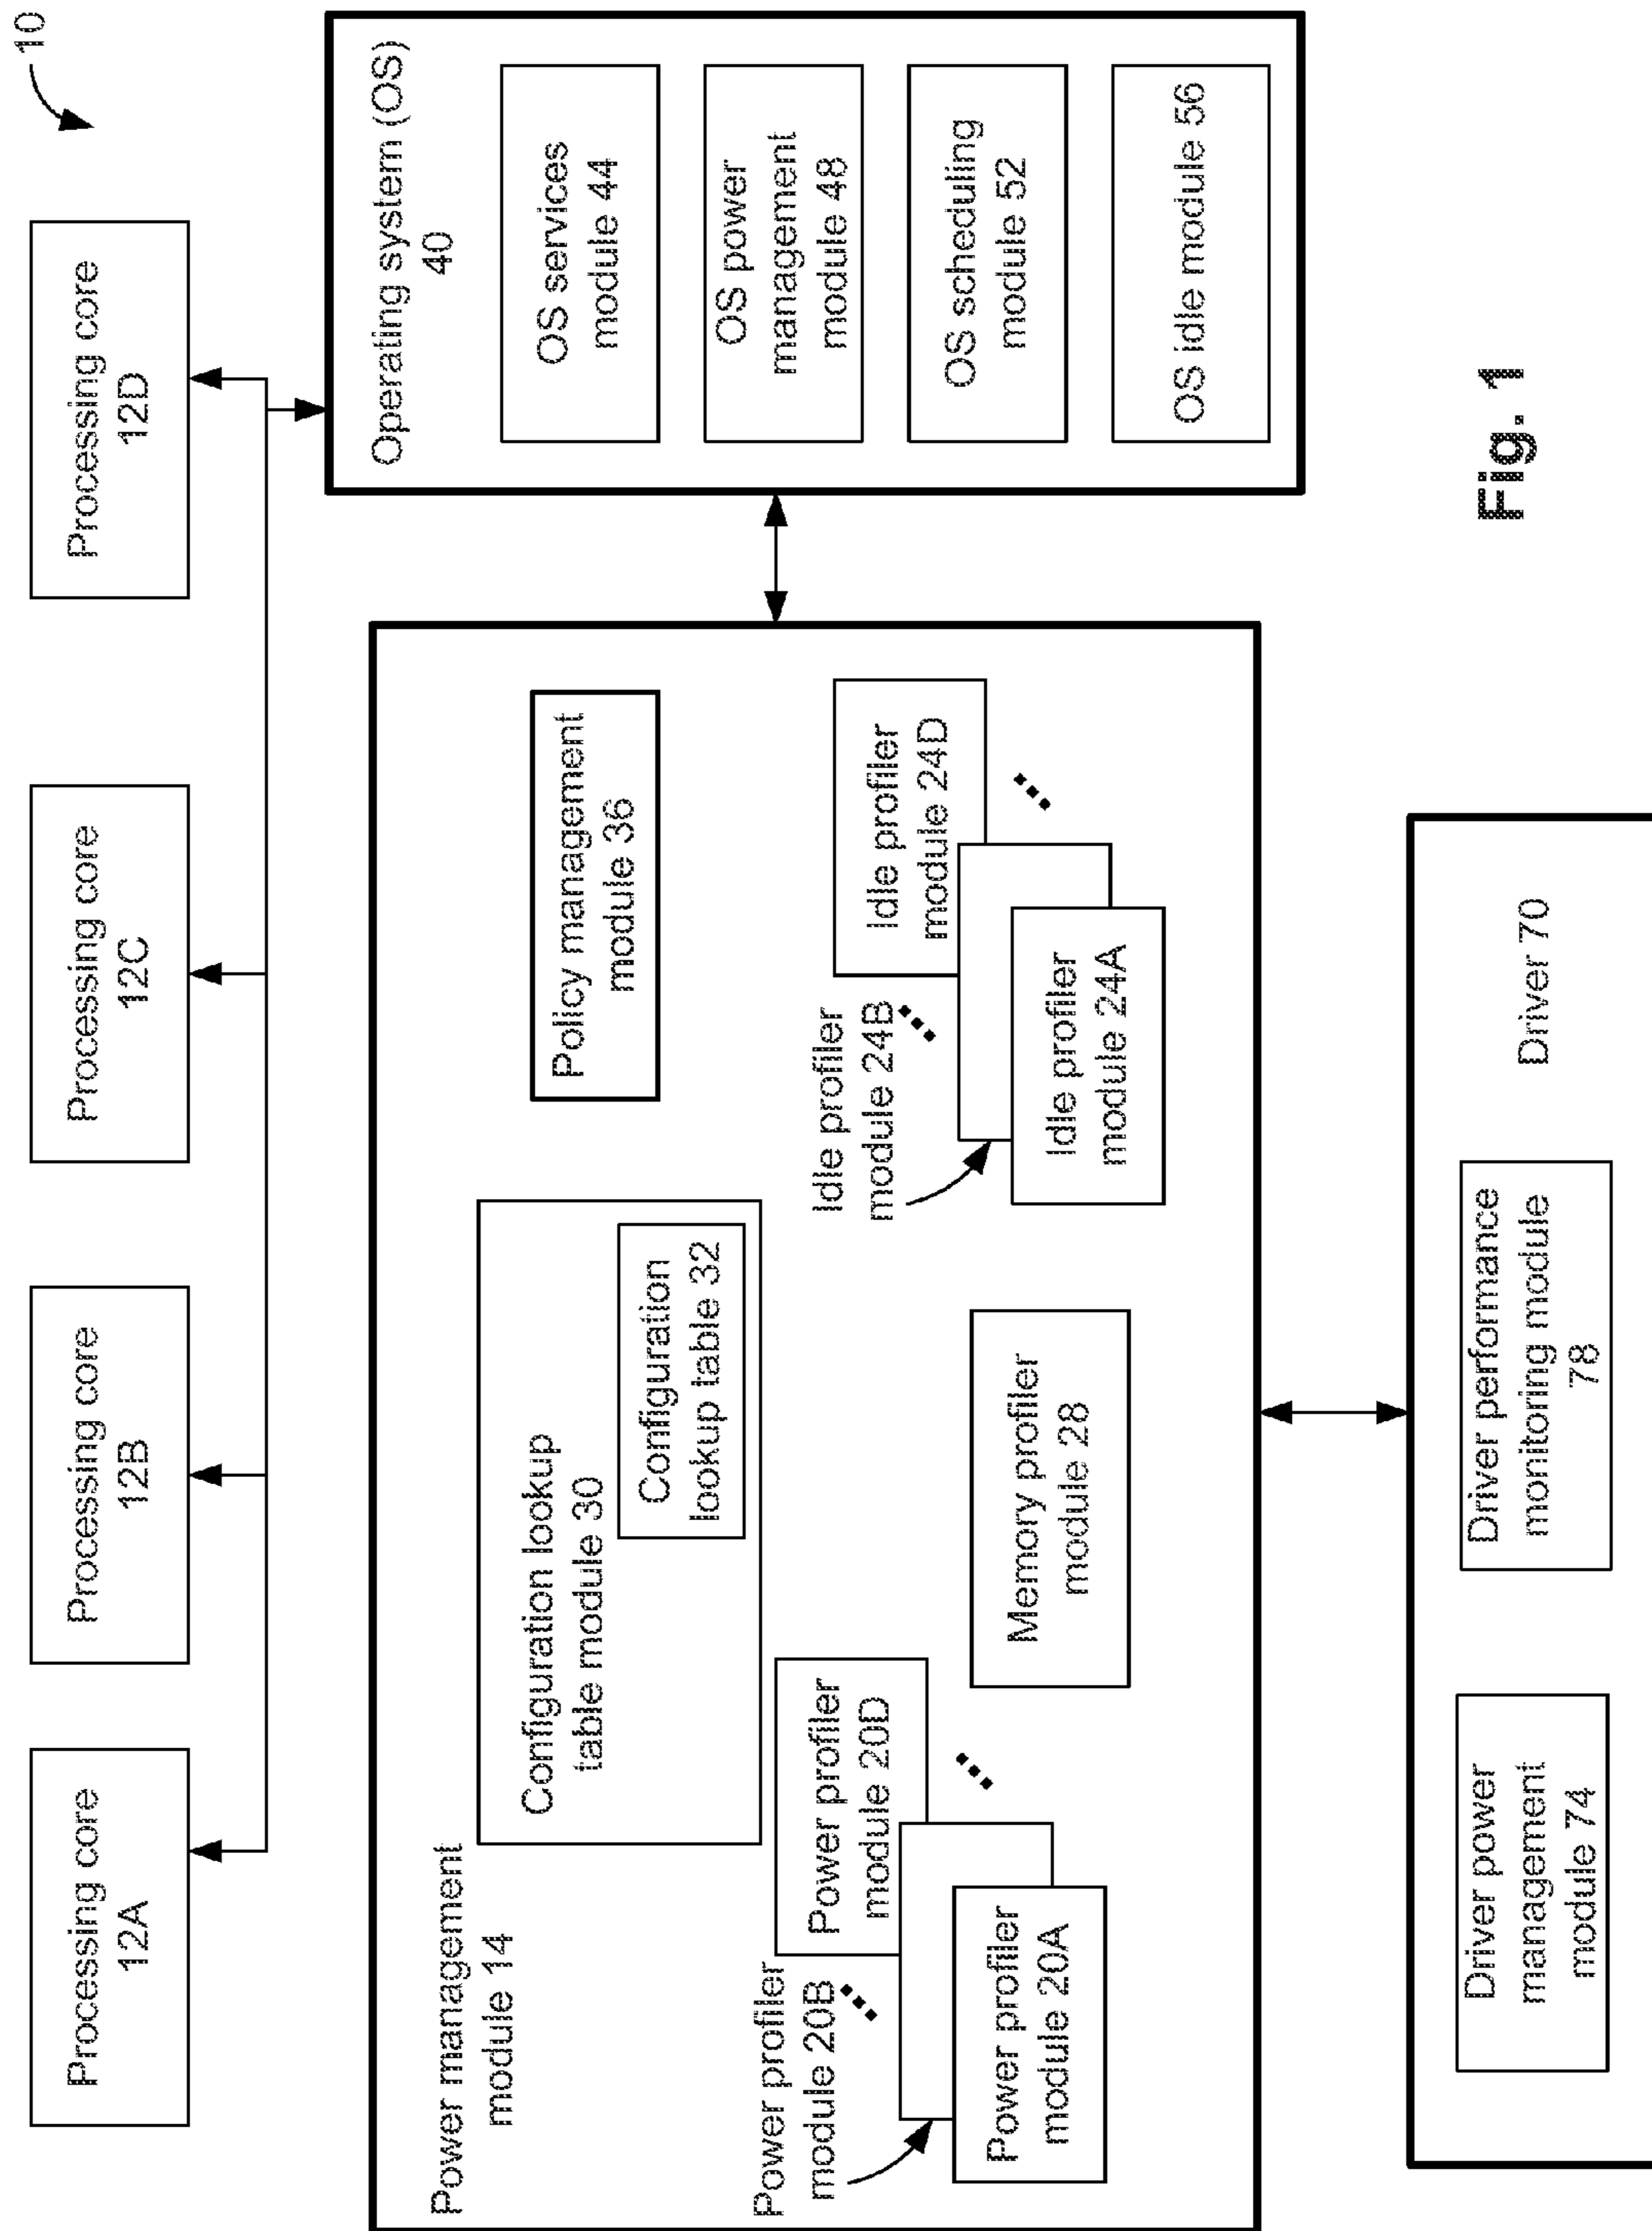 10
Processing core
12A
Processing core
12B
Processing core
12C
Processing core
12D
Power management
module 14
Configuration lookup
table module 30
Configuration
lookup table 32
Policy management
module 36
Power profiler
module 20B
Power profiler
module 20D
Power profiler
module 20A
Memory profiler
module 28
Idle profiler
module 24B
Idle profiler
module 24D
Idle profiler
module 24A
Operating system (OS)
40
OS services
module 44
OS power
management
module 48
OS scheduling
module 52
OS idle module 56
Driver power
management
module 74
Driver performance
monitoring module
78
Driver 70
Fig. 1